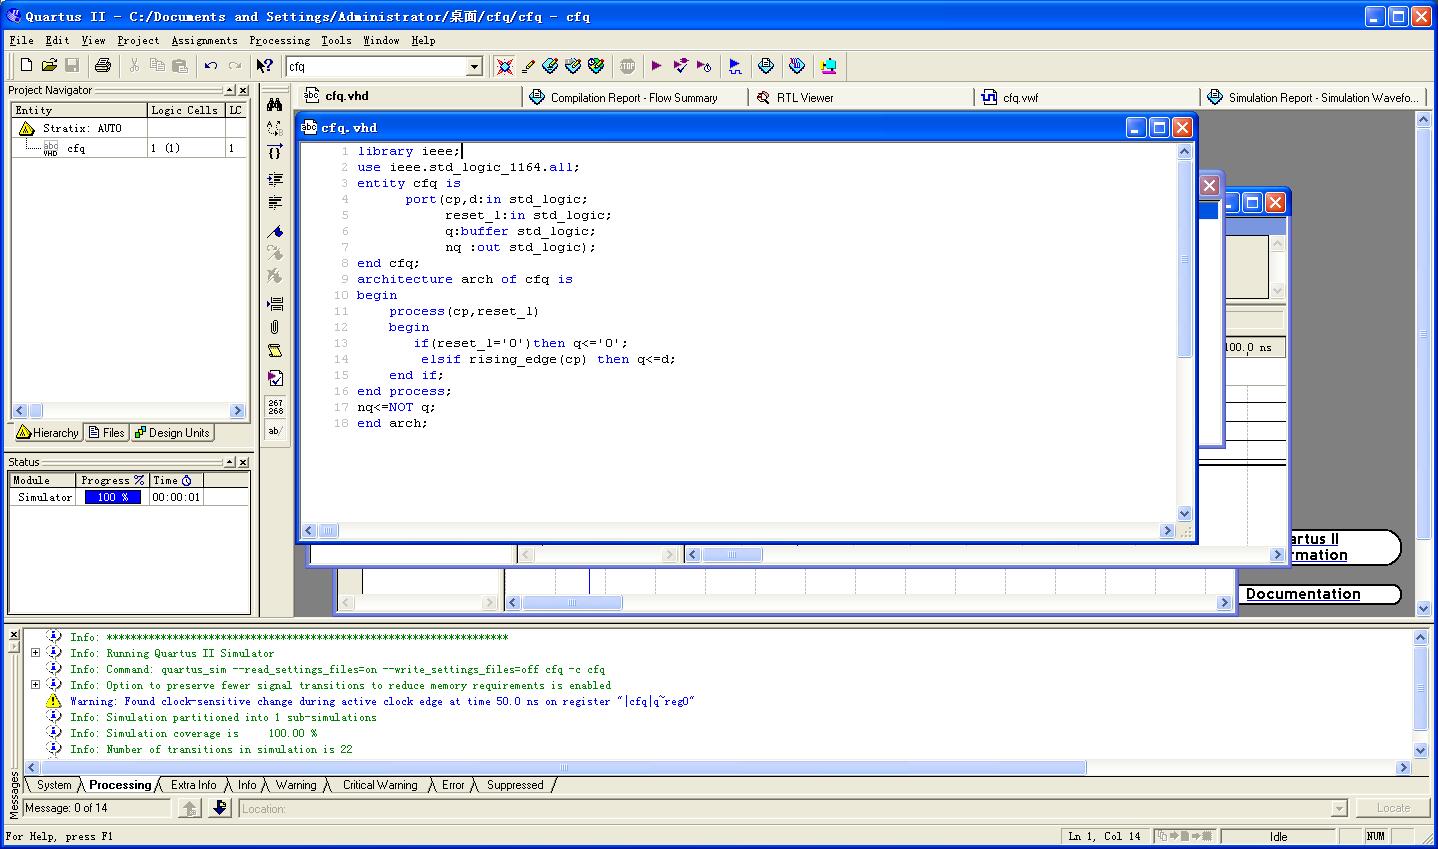 Quartus II - C:/Documents and Settings/Administrator/桌面/cfq/cfq - cfq
File Edit View Project Assignments Processing Tools Window Help
cfq
STOP
Project Navigator
Entity Logic Cells LC
Stratix: AUTO
cfq 1 (1) 1
Hierarchy Files Design Units
Status
Module Progress % Time
Simulator 100 % 00:00:01
267
268
ab/
cfq.vhd Compilation Report - Flow Summary RTL Viewer cfq.vwf Simulation Report - Simulation Wavefo...
cfq.vhd
1 library ieee;
2 use ieee.std_logic_1164.all;
3 entity cfq is
4 port(cp,d:in std_logic;
5 reset_l:in std_logic;
6 q:buffer std_logic;
7 nq :out std_logic);
8 end cfq;
9 architecture arch of cfq is
10 begin
11 process(cp,reset_l)
12 begin
13 if(reset_l='0')then q<='0';
14 elsif rising_edge(cp) then q<=d;
15 end if;
16 end process;
17 nq<=NOT q;
18 end arch;
100.0 ns
artus II
rmation
Documentation
Info: *******************************************************************
Info: Running Quartus II Simulator
Info: Command: quartus_sim --read_settings_files=on --write_settings_files=off cfq -c cfq
Info: Option to preserve fewer signal transitions to reduce memory requirements is enabled
Warning: Found clock-sensitive change during active clock edge at time 50.0 ns on register "|cfq|q~reg0"
Info: Simulation partitioned into 1 sub-simulations
Info: Simulation coverage is 100.00 %
Info: Number of transitions in simulation is 22
System Processing Extra Info Info Warning Critical Warning Error Suppressed
Messages
Message: 0 of 14 Location: Locate
For Help, press F1 Ln 1, Col 14 Idle NUM